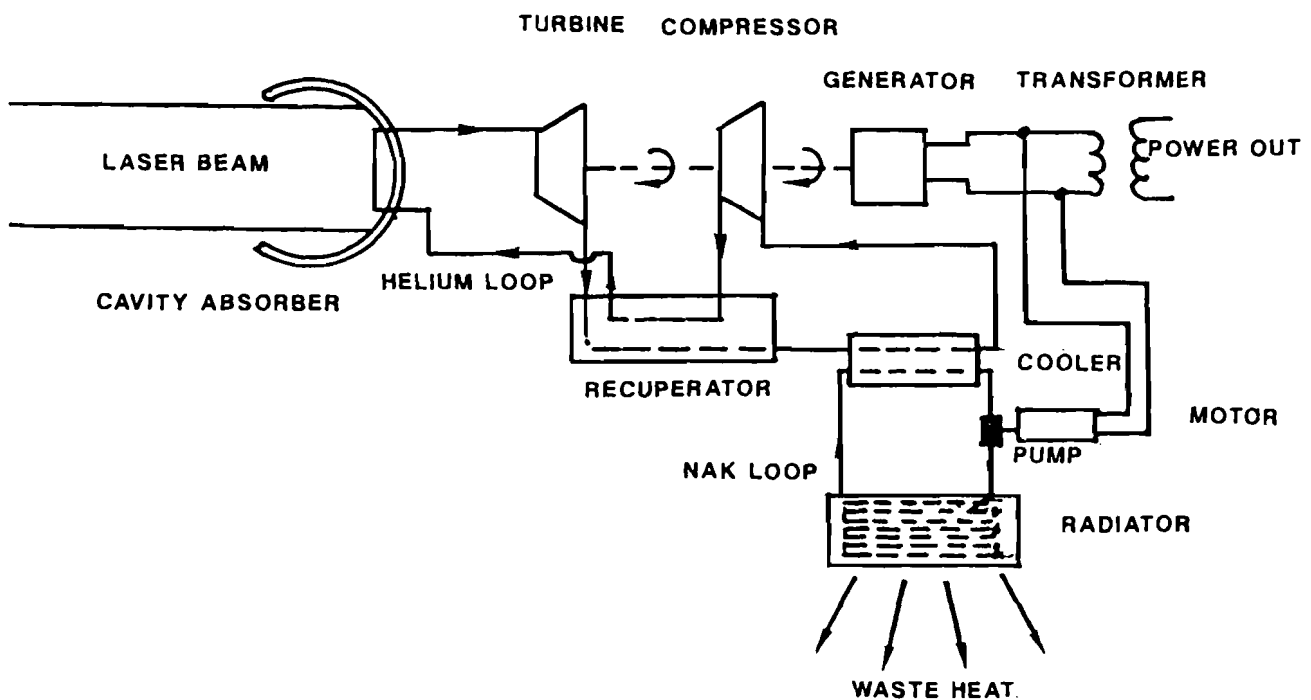 TURBINE COMPRESSOR
GENERATOR TRANSFORMER
LASER BEAM
POWER OUT
HELIUM LOOP
CAVITY ABSORBER
RECUPERATOR
COOLER
MOTOR
PUMP
NAK LOOP
RADIATOR
WASTE HEAT.